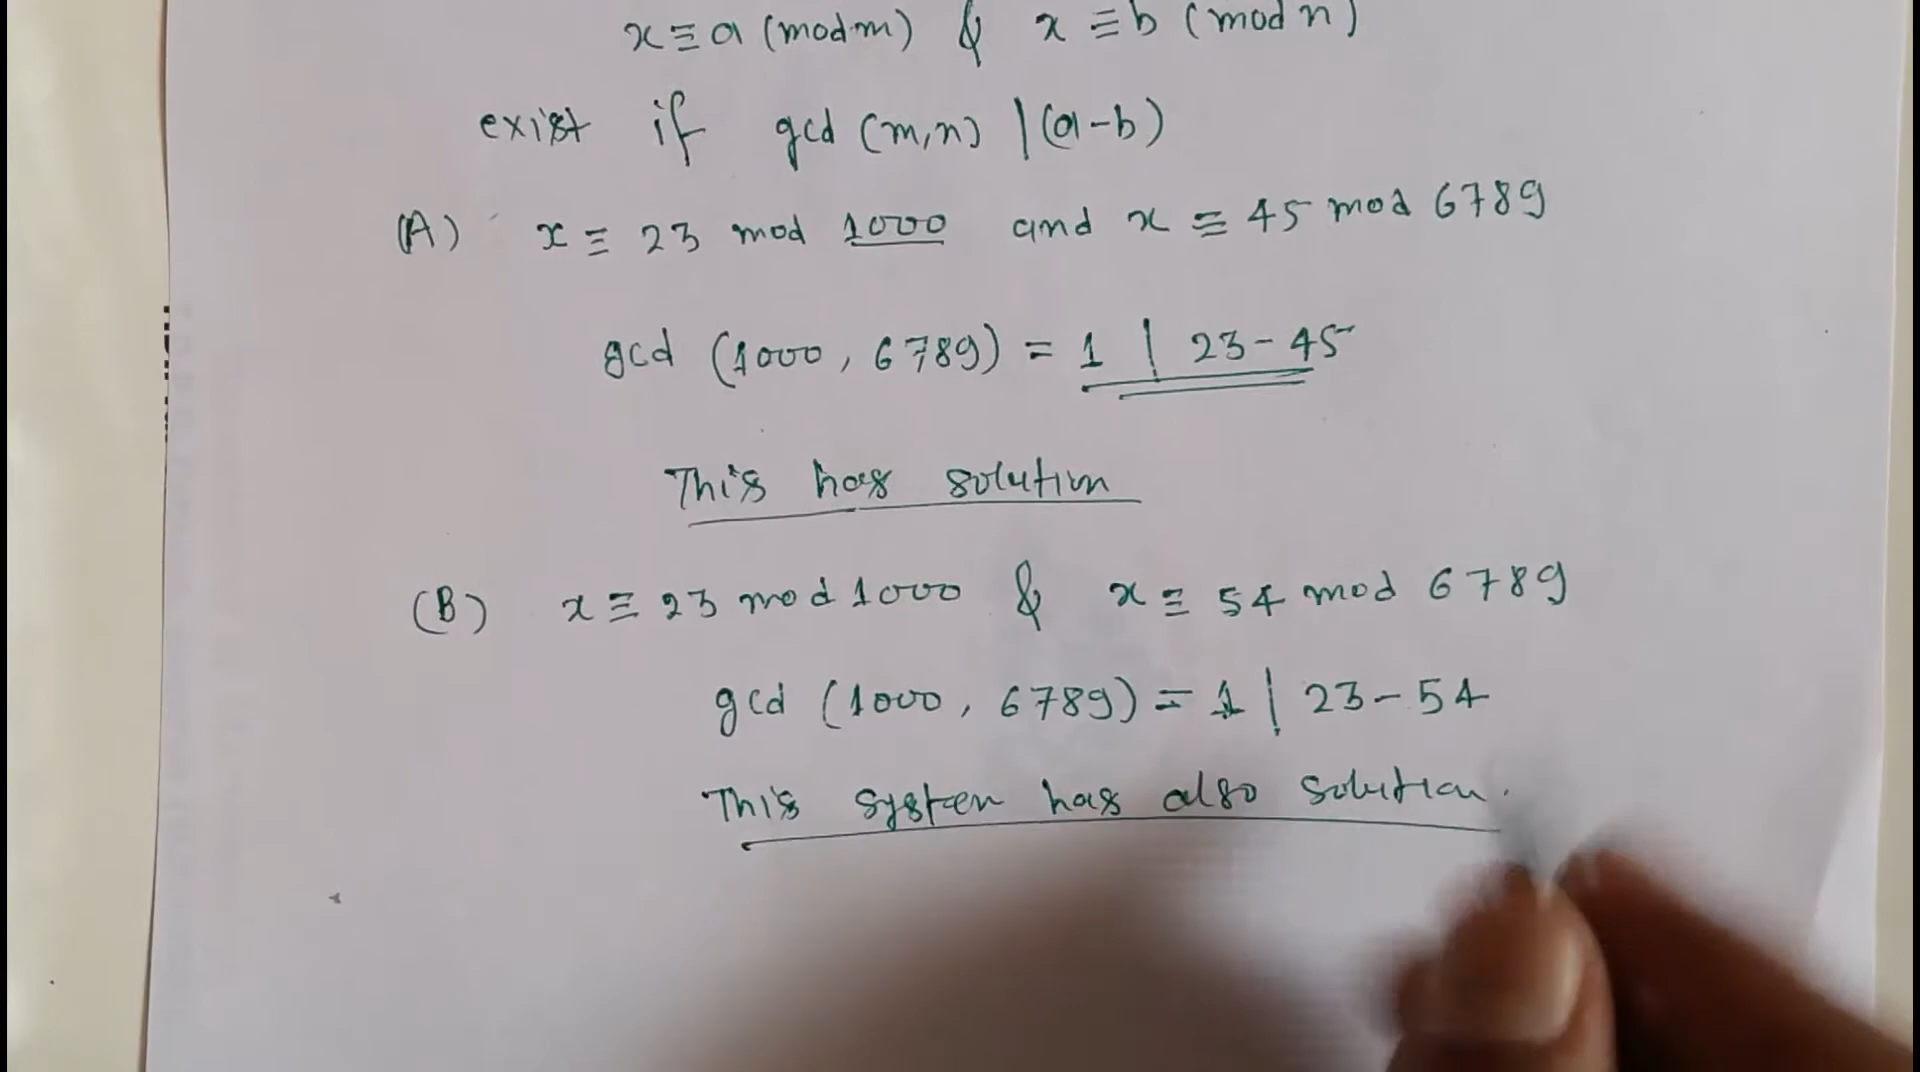 x ≡ a (mod m) & x ≡ b (mod n)
exist if gcd (m,n) | (a-b)
(A) x ≡ 23 mod 1000 and x ≡ 45 mod 6789
gcd (1000, 6789) = 1 | 23-45
This has solution
(B) x ≡ 23 mod 1000 & x ≡ 54 mod 6789
gcd (1000, 6789) = 1 | 23-54
This system has also solution.